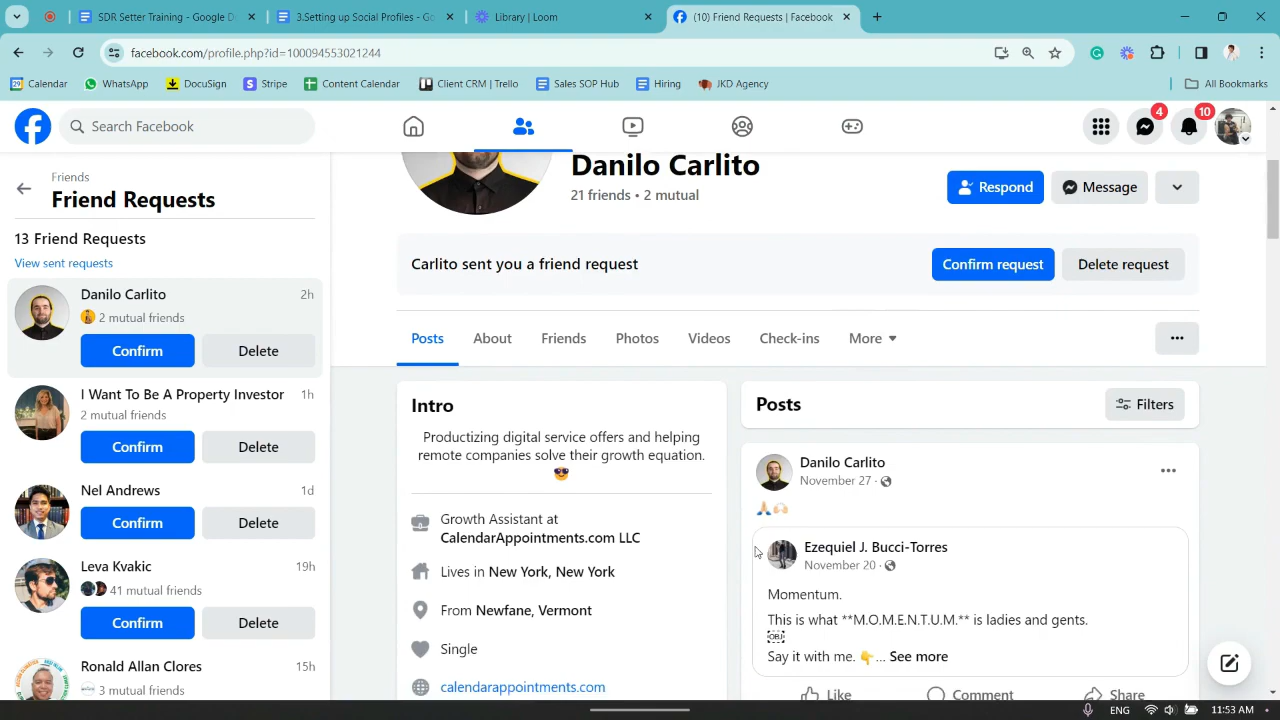 SDR Setter Training - Google D
3.Setting up Social Profiles - Go
Library | Loom
(10) Friend Requests | Facebook
facebook.com/profile.php?id=100094553021244
Calendar
WhatsApp
DocuSign
Stripe
Content Calendar
Client CRM | Trello
Sales SOP Hub
Hiring
JKD Agency
All Bookmarks
Search Facebook
4
10
Friends
Friend Requests
13 Friend Requests
View sent requests
Danilo Carlito 2h
2 mutual friends
Confirm Delete
I Want To Be A Property Investor 1h
2 mutual friends
Confirm Delete
Nel Andrews 1d
Confirm Delete
Leva Kvakic 19h
41 mutual friends
Confirm Delete
Ronald Allan Clores 15h
3 mutual friends
Danilo Carlito
21 friends • 2 mutual
Respond
Message
Carlito sent you a friend request
Confirm request
Delete request
Posts
About
Friends
Photos
Videos
Check-ins
More
Intro
Productizing digital service offers and helping
remote companies solve their growth equation.
😎
Growth Assistant at
CalendarAppointments.com LLC
Lives in New York, New York
From Newfane, Vermont
Single
calendarappointments.com
Posts
Filters
Danilo Carlito
November 27 ·
🙏🏼🙌🏼
Ezequiel J. Bucci-Torres
November 20 ·
Momentum.
This is what **M.O.M.E.N.T.U.M.** is ladies and gents.
OBJ
Say it with me. 👇... See more
Like
Comment
Share
ENG
11:53 AM